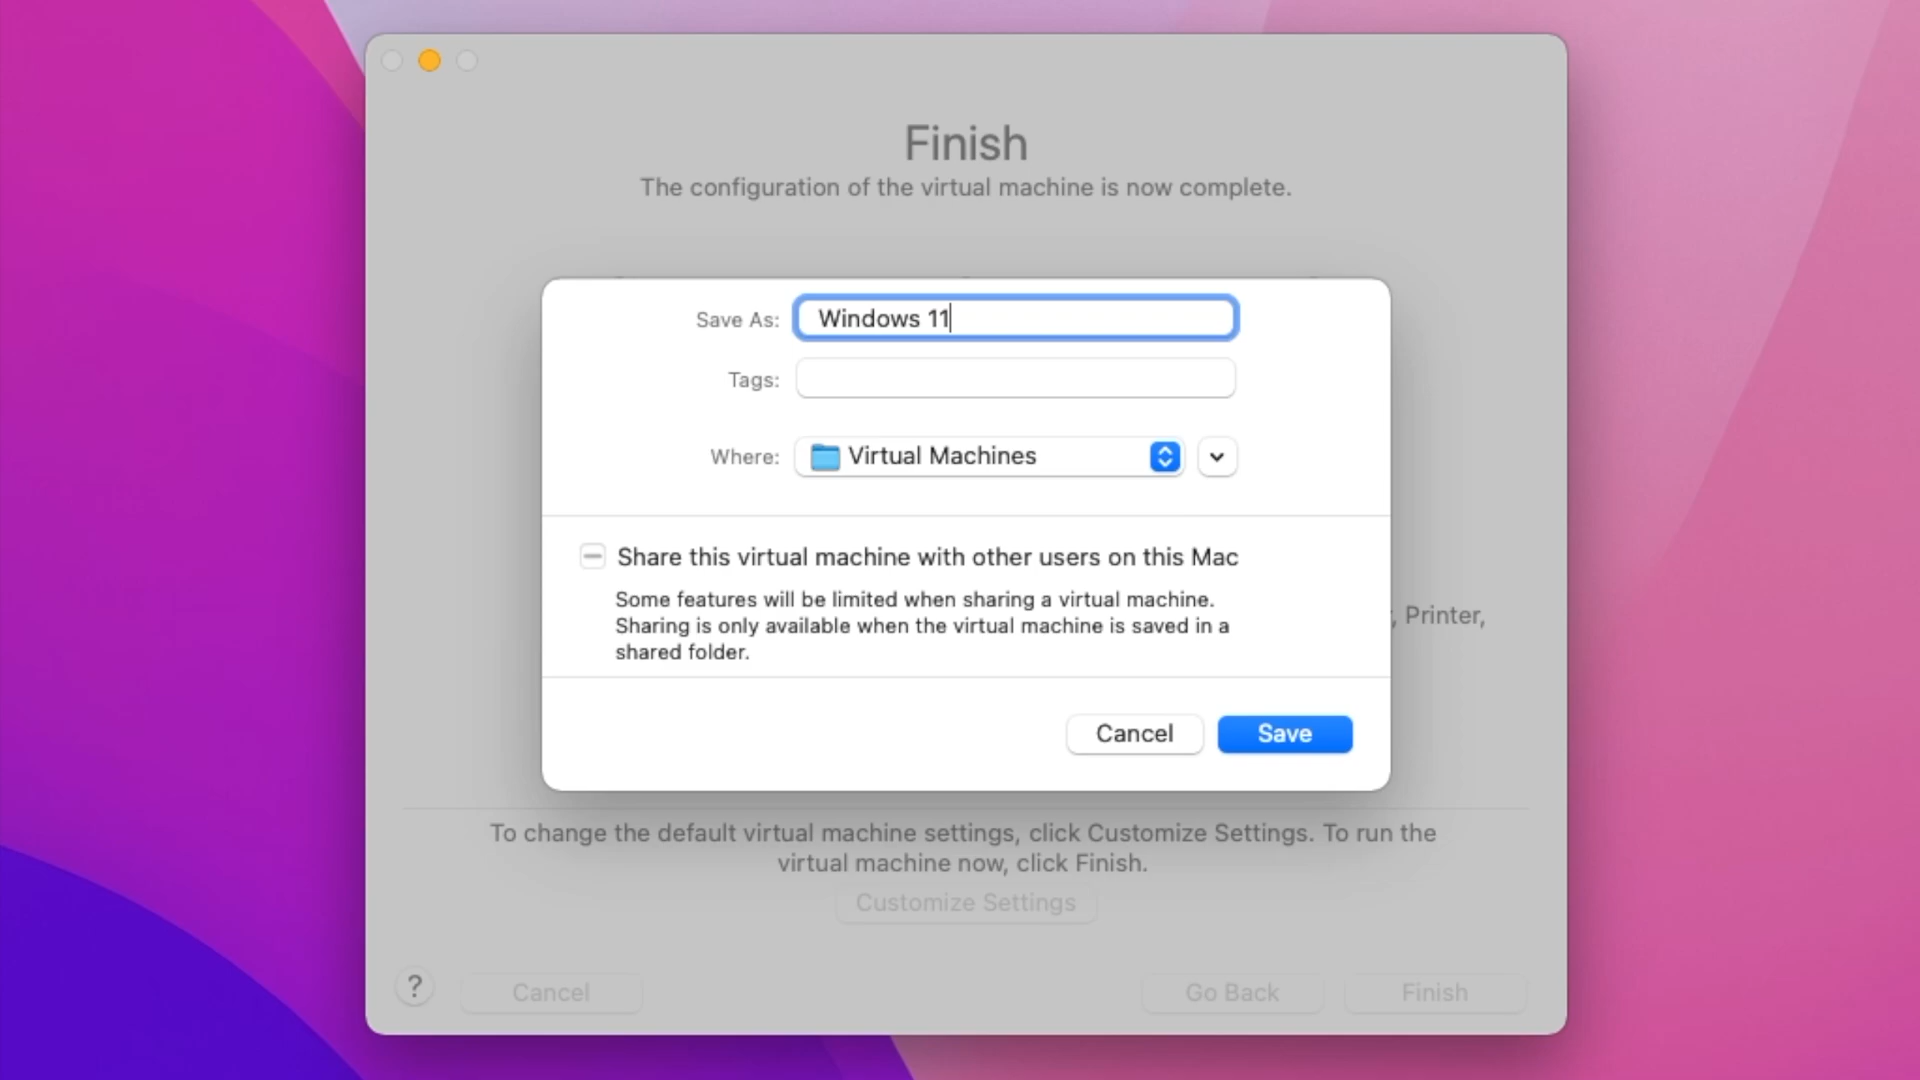 Finish
The configuration of the virtual machine is now complete.
Save As: Windows 11
Tags:
Where: Virtual Machines
Share this virtual machine with other users on this Mac
Some features will be limited when sharing a virtual machine.
Sharing is only available when the virtual machine is saved in a
shared folder.
, Printer,
Cancel Save
To change the default virtual machine settings, click Customize Settings. To run the
virtual machine now, click Finish.
Customize Settings
? Cancel Go Back Finish